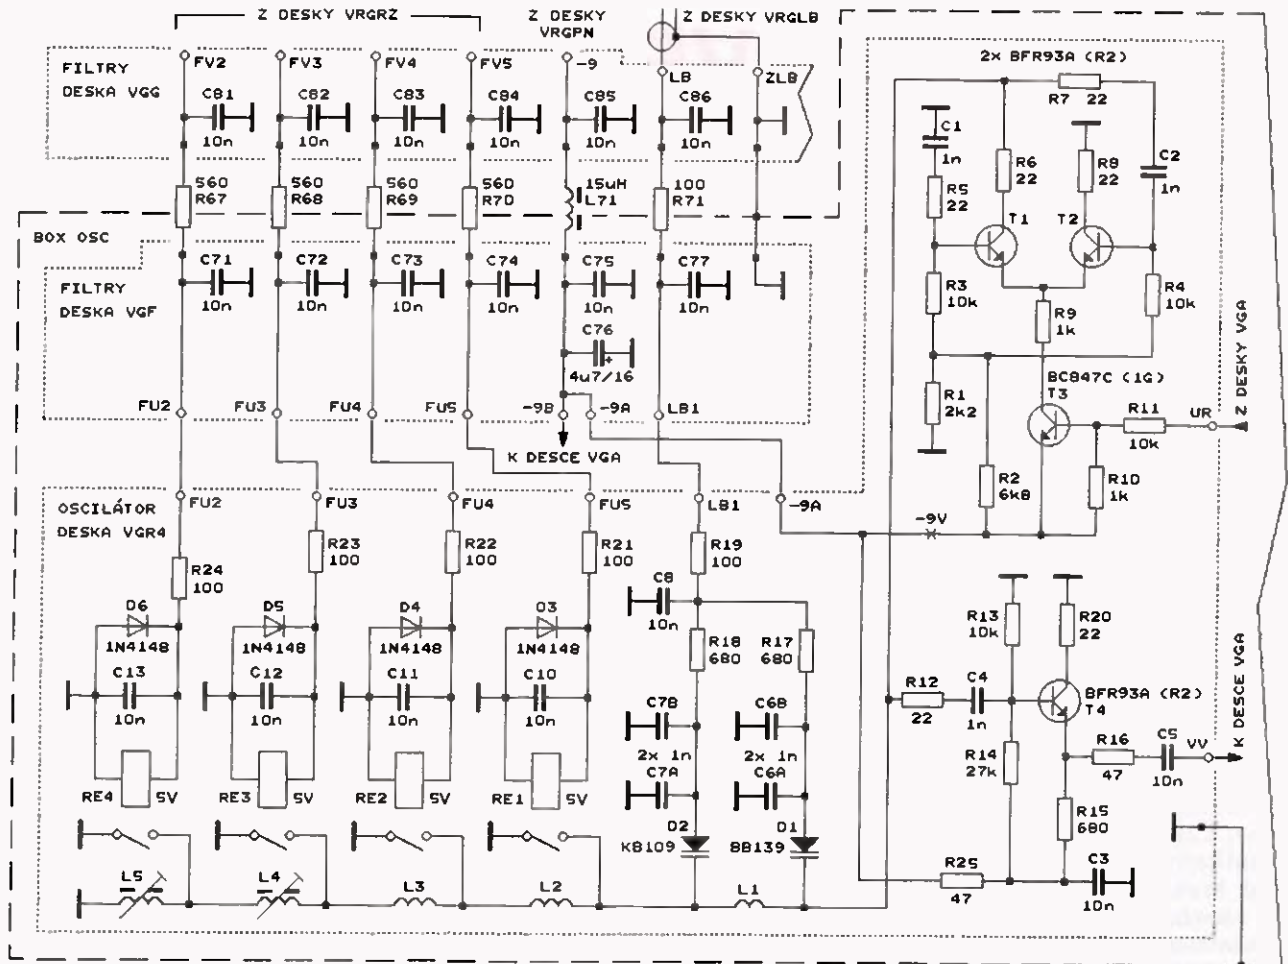 Z DESKY VRGRZ
Z DESKY
VRGPN
Z DESKY VRGLB
FILTRY
DESKA VGG
FV2
FV3
FV4
FV5
-9
LB
ZLB
C81
10n
C82
10n
C83
10n
C84
10n
C85
10n
C86
10n
560
R67
560
R68
560
R69
560
R70
15uH
L71
100
R71
BOX OSC
FILTRY
DESKA VGF
C71
10n
C72
10n
C73
10n
C74
10n
C75
10n
C77
10n
C76
+
4u7/16
FU2
FU3
FU4
FU5
-9B
-9A
LB1
K DESCE VGA
2x BFR93A (R2)
R7
22
C1
1n
R6
22
R8
22
C2
1n
R5
22
T1
T2
R3
10k
R4
10k
R9
1k
BC847C (1G)
T3
R1
2k2
R11
10k
UR
Z DESKY VGA
R2
6k8
R10
1k
-9V
OSCILÁTOR
DESKA VGR4
FU2
FU3
FU4
FU5
LB1
-9A
R24
100
R23
100
R22
100
R21
100
R19
100
D6
1N4148
D5
1N4148
D4
1N4148
D3
1N4148
C8
10n
R18
680
R17
680
C13
10n
C12
10n
C11
10n
C10
10n
C7B
2x 1n
C7A
C6B
2x 1n
C6A
RE4
5V
RE3
5V
RE2
5V
RE1
5V
D2
KB109
D1
BB139
L5
L4
L3
L2
L1
R13
10k
R20
22
R12
22
C4
1n
BFR93A (R2)
T4
R14
27k
R16
47
C5
10n
VV
K DESCE VGA
R15
680
R25
47
C3
10n